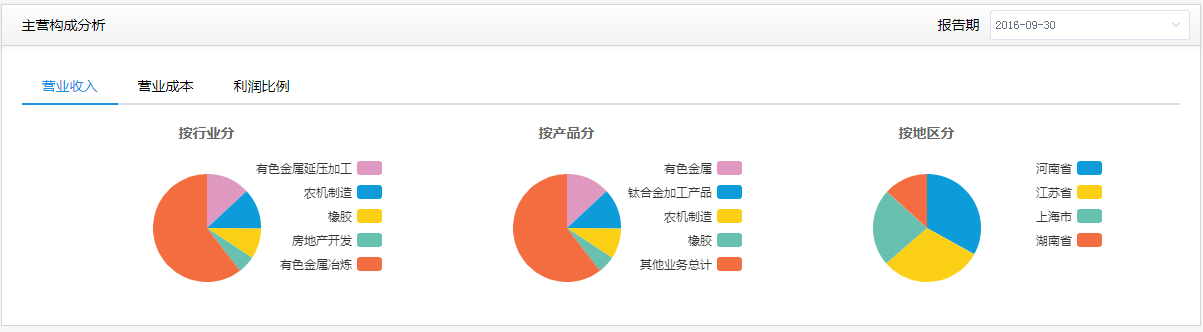 主营构成分析
报告期 2016-09-30
营业收入 营业成本 利润比例
按行业分
有色金属延压加工
农机制造
橡胶
房地产开发
有色金属冶炼
按产品分
有色金属
钛合金加工产品
农机制造
橡胶
其他业务总计
按地区分
河南省
江苏省
上海市
湖南省